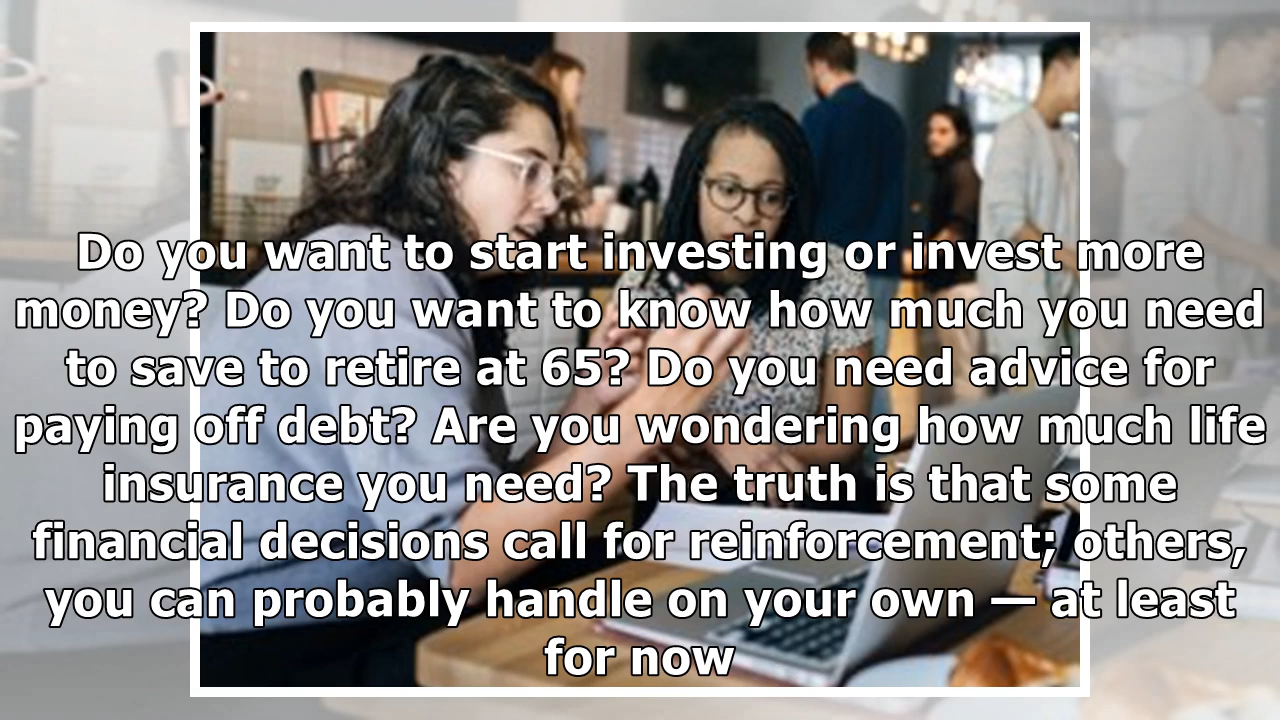 Do you want to start investing or invest more
money? Do you want to know how much you need
to save to retire at 65? Do you need advice for
paying off debt? Are you wondering how much life
insurance you need? The truth is that some
financial decisions call for reinforcement; others,
you can probably handle on your own — at least
for now